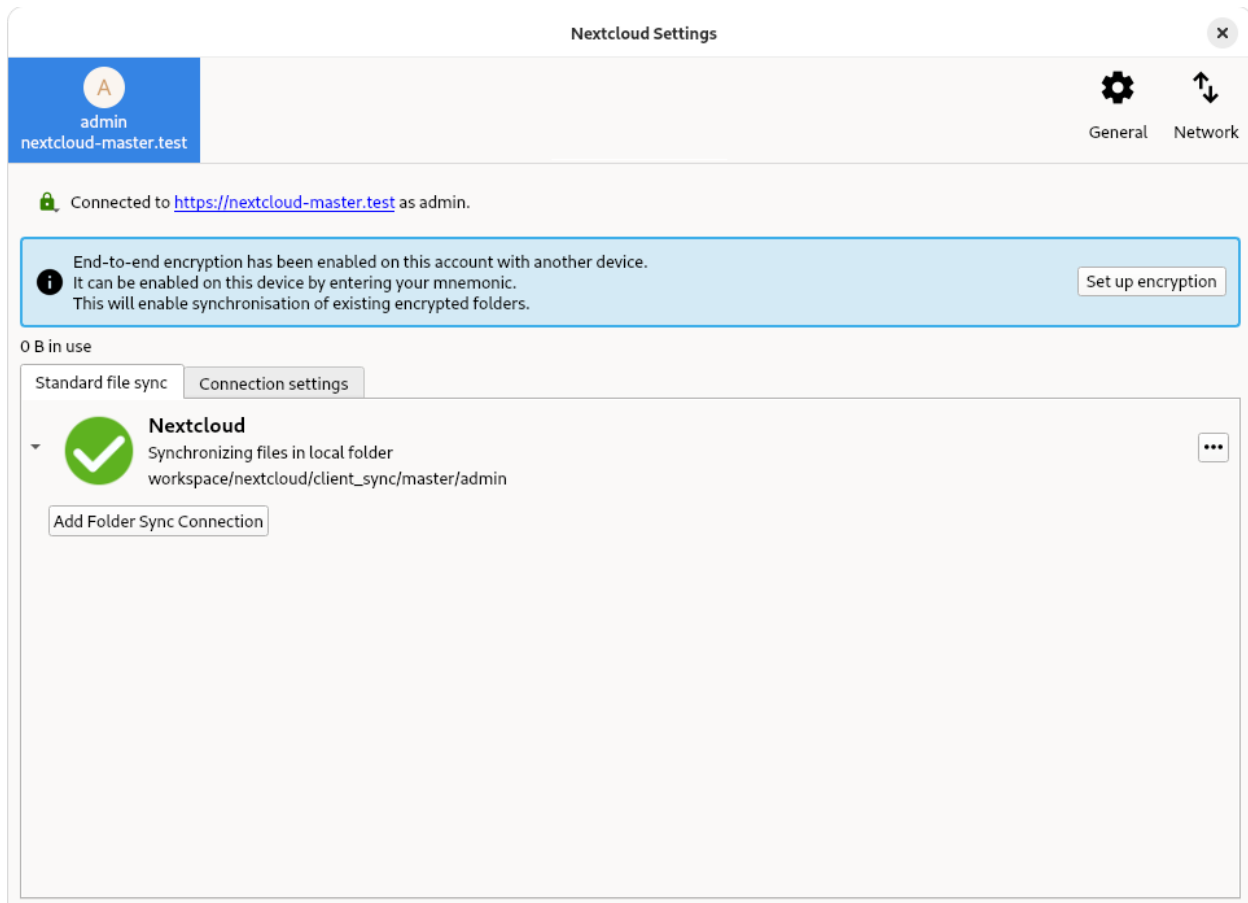 Nextcloud Settings
A
admin
nextcloud-master.test
General
Network
Connected to https://nextcloud-master.test as admin.
End-to-end encryption has been enabled on this account with another device.
It can be enabled on this device by entering your mnemonic.
This will enable synchronisation of existing encrypted folders.
Set up encryption
0 B in use
Standard file sync
Connection settings
Nextcloud
Synchronizing files in local folder
workspace/nextcloud/client_sync/master/admin
Add Folder Sync Connection